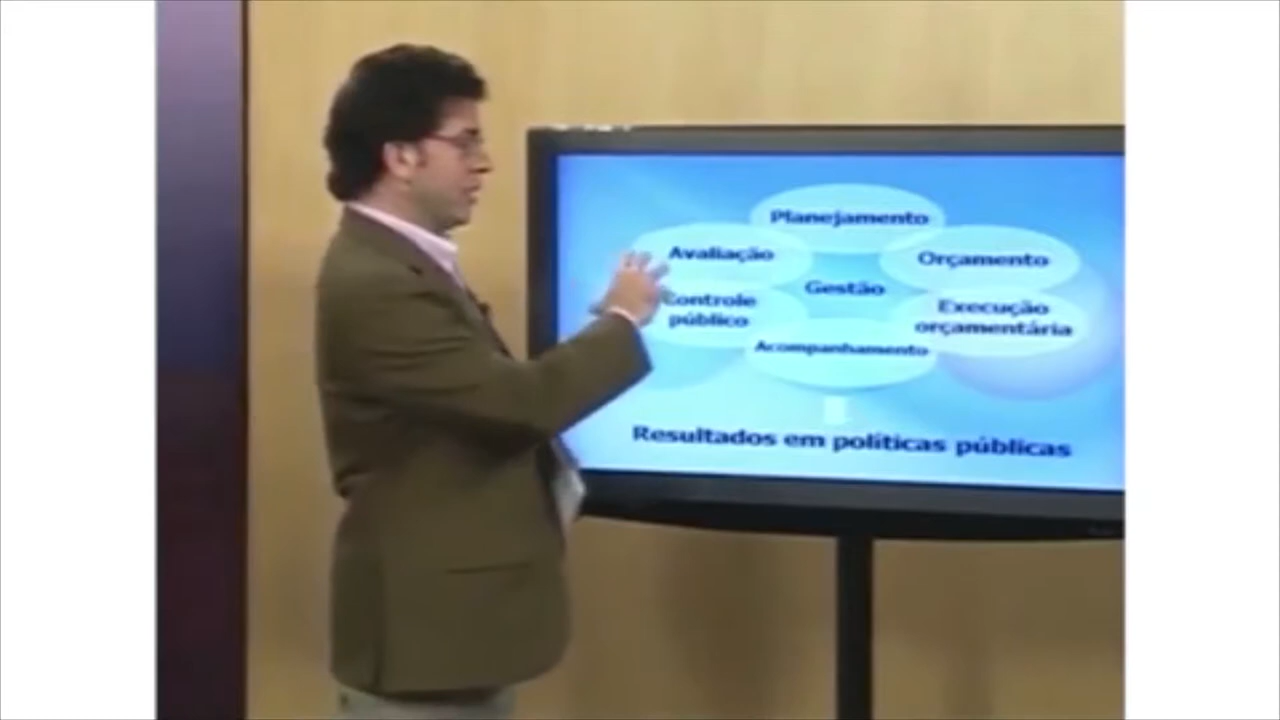 Planejamento
Avaliação
Orçamento
Gestão
Controle
público
Execução
orçamentária
Acompanhamento
Resultados em políticas públicas